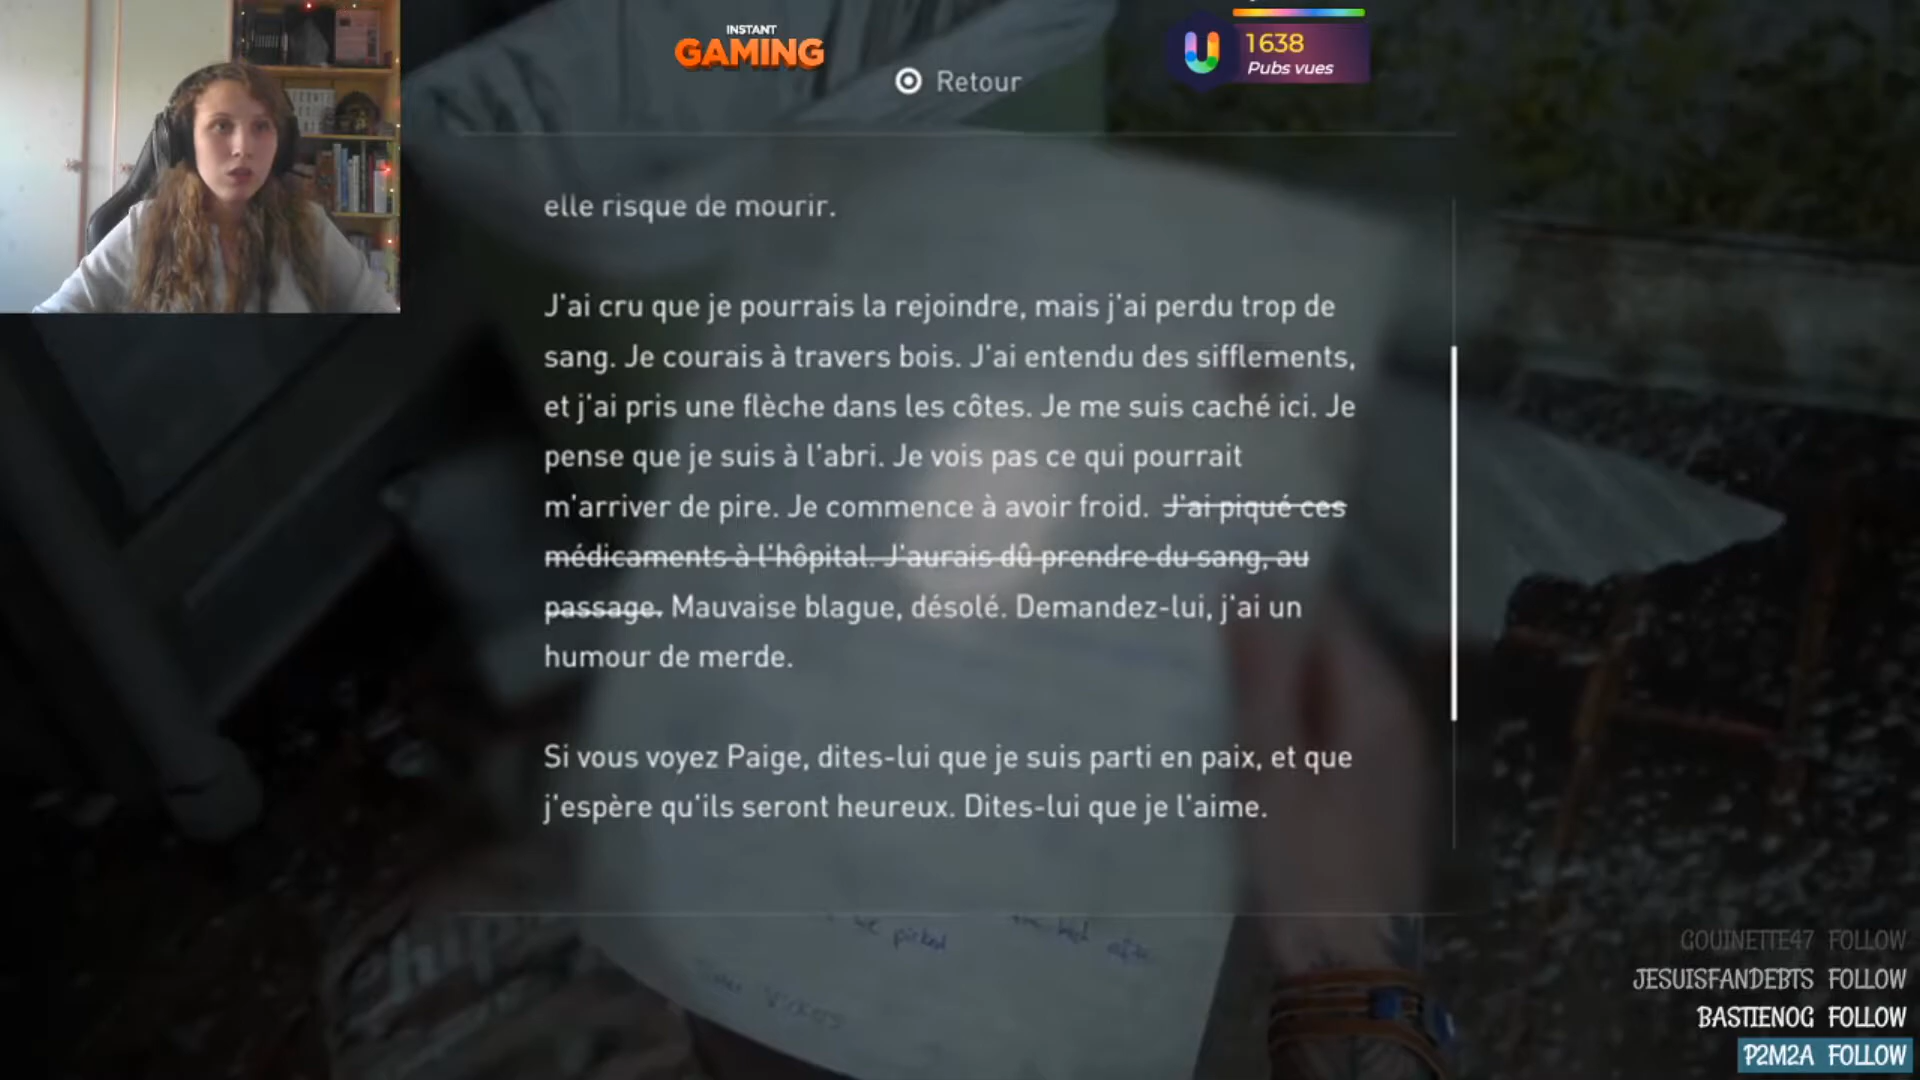 INSTANT
GAMING
Retour
1638
Pubs vues
elle risque de mourir.
J'ai cru que je pourrais la rejoindre, mais j'ai perdu trop de
sang. Je courais à travers bois. J'ai entendu des sifflements,
et j'ai pris une flèche dans les côtes. Je me suis caché ici. Je
pense que je suis à l'abri. Je vois pas ce qui pourrait
m'arriver de pire. Je commence à avoir froid. J'ai piqué ces
médicaments à l'hôpital. J'aurais dû prendre du sang, au
passage. Mauvaise blague, désolé. Demandez-lui, j'ai un
humour de merde.
Si vous voyez Paige, dites-lui que je suis parti en paix, et que
j'espère qu'ils seront heureux. Dites-lui que je l'aime.
picked
GOUINETTE47 FOLLOW
JESUISFANDEBTS FOLLOW
BASTIENOG FOLLOW
P2M2A FOLLOW